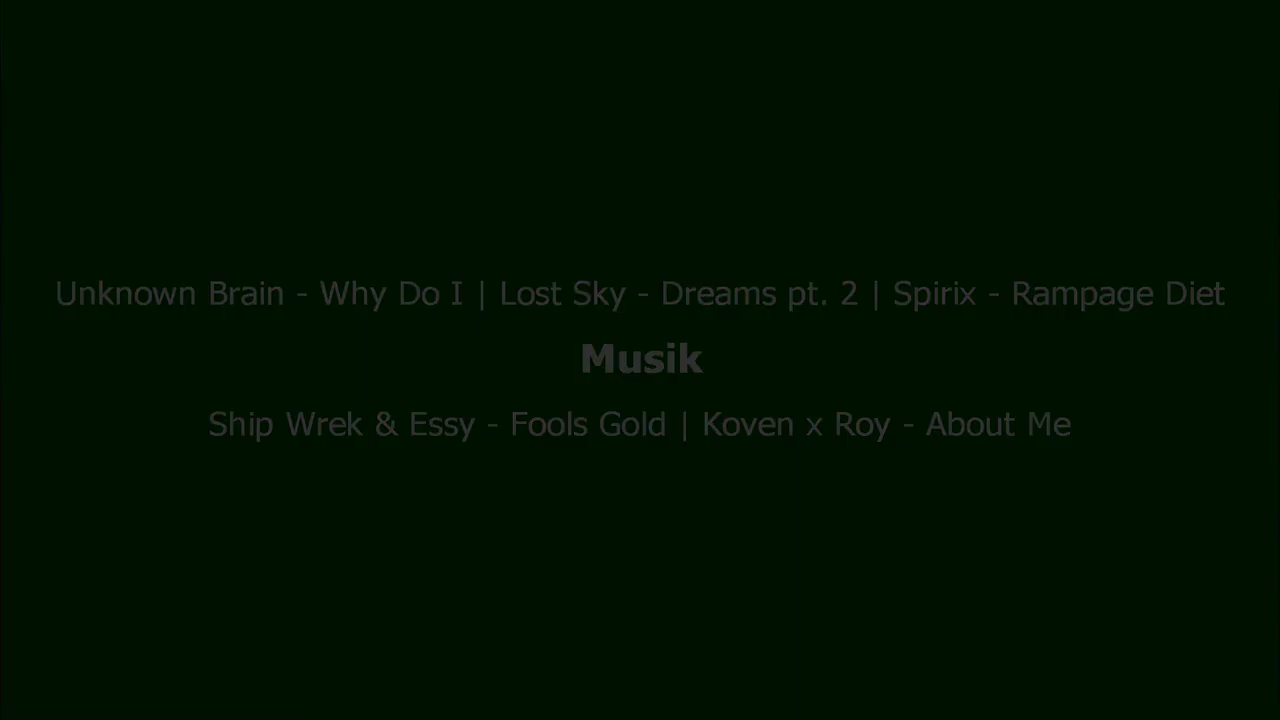 Unknown Brain - Why Do I | Lost Sky - Dreams pt. 2 | Spirix - Rampage Diet
Musik
Ship Wrek & Essy - Fools Gold | Koven x Roy - About Me